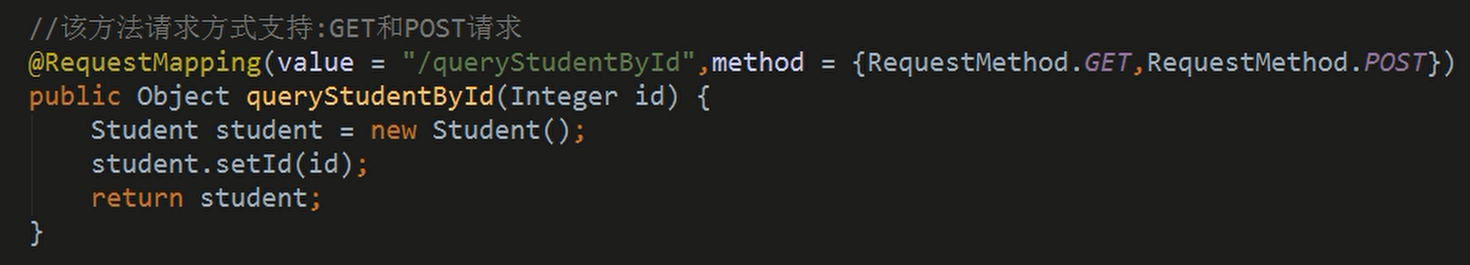 //该方法请求方式支持:GET和POST请求
@RequestMapping(value = "/queryStudentById",method = {RequestMethod.GET,RequestMethod.POST})
public Object queryStudentById(Integer id) {
    Student student = new Student();
    student.setId(id);
    return student;
}